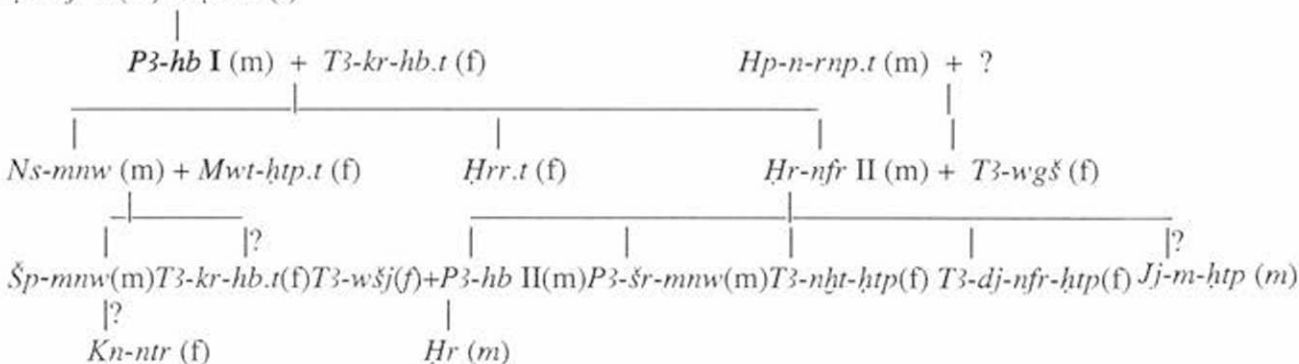 P3-hb I (m) + T3-kr-hb.t (f) Hp-n-rnp.t (m) + ?
Ns-mnw (m) + Mwt-ḥtp.t (f) Ḥrr.t (f) Ḥr-nfr II (m) + T3-wgš (f)
|? |?
Šp-mnw(m)T3-kr-hb.t(f)T3-wšj(f)+P3-hb II(m)P3-šr-mnw(m)T3-nḫt-ḥtp(f) T3-dj-nfr-ḥtp(f) Jj-m-ḥtp (m)
|?
Kn-ntr (f) Ḥr (m)